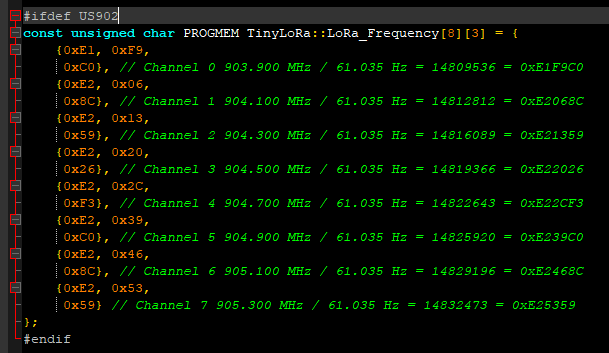 #ifdef US902
const unsigned char PROGMEM TinyLoRa::LoRa_Frequency[8][3] = {
    {0xE1, 0xF9,
     0xC0}, // Channel 0 903.900 MHz / 61.035 Hz = 14809536 = 0xE1F9C0
    {0xE2, 0x06,
     0x8C}, // Channel 1 904.100 MHz / 61.035 Hz = 14812812 = 0xE2068C
    {0xE2, 0x13,
     0x59}, // Channel 2 904.300 MHz / 61.035 Hz = 14816089 = 0xE21359
    {0xE2, 0x20,
     0x26}, // Channel 3 904.500 MHz / 61.035 Hz = 14819366 = 0xE22026
    {0xE2, 0x2C,
     0xF3}, // Channel 4 904.700 MHz / 61.035 Hz = 14822643 = 0xE22CF3
    {0xE2, 0x39,
     0xC0}, // Channel 5 904.900 MHz / 61.035 Hz = 14825920 = 0xE239C0
    {0xE2, 0x46,
     0x8C}, // Channel 6 905.100 MHz / 61.035 Hz = 14829196 = 0xE2468C
    {0xE2, 0x53,
     0x59} // Channel 7 905.300 MHz / 61.035 Hz = 14832473 = 0xE25359
};
#endif